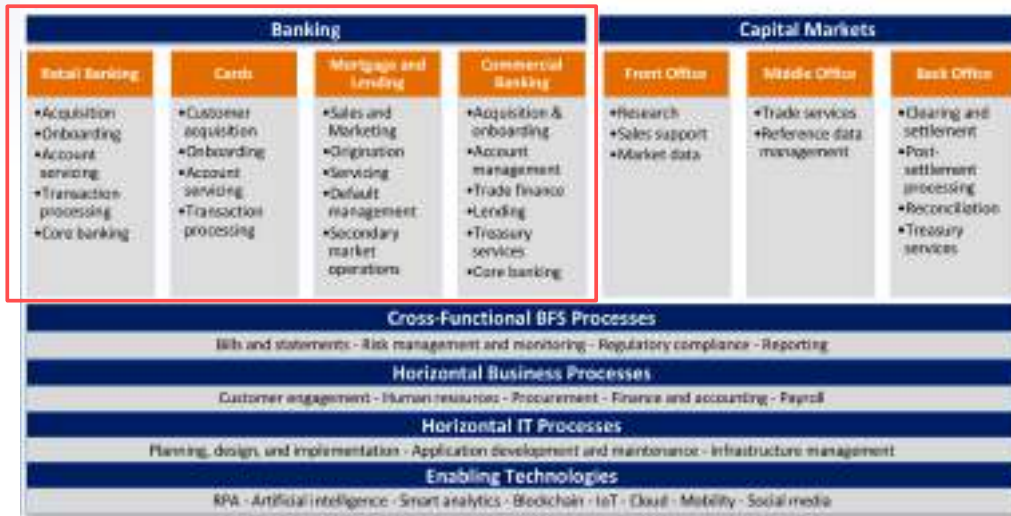 Banking
Retail Banking
•Acquisition
•Onboarding
•Account
servicing
•Transaction
processing
•Core banking
Cards
•Customer
acquisition
•Onboarding
•Account
servicing
•Transaction
processing
Mortgage and
Lending
•Sales and
Marketing
•Origination
•Servicing
•Default
management
•Secondary
market
operations
Commercial
Banking
•Acquisition &
onboarding
•Account
management
•Trade finance
•Lending
•Treasury
services
•Core banking
Capital Markets
Front Office
•Research
•Sales support
•Market data
Middle Office
•Trade services
•Reference data
management
Back Office
•Clearing and
settlement
•Post-
settlement
processing
•Reconciliation
•Treasury
services
Cross-Functional BFS Processes
Bills and statements - Risk management and monitoring - Regulatory compliance - Reporting
Horizontal Business Processes
Customer engagement - Human resources - Procurement - Finance and accounting - Payroll
Horizontal IT Processes
Planning, design, and implementation - Application development and maintenance - Infrastructure management
Enabling Technologies
RPA - Artificial intelligence - Smart analytics - Blockchain - IoT - Cloud - Mobility - Social media